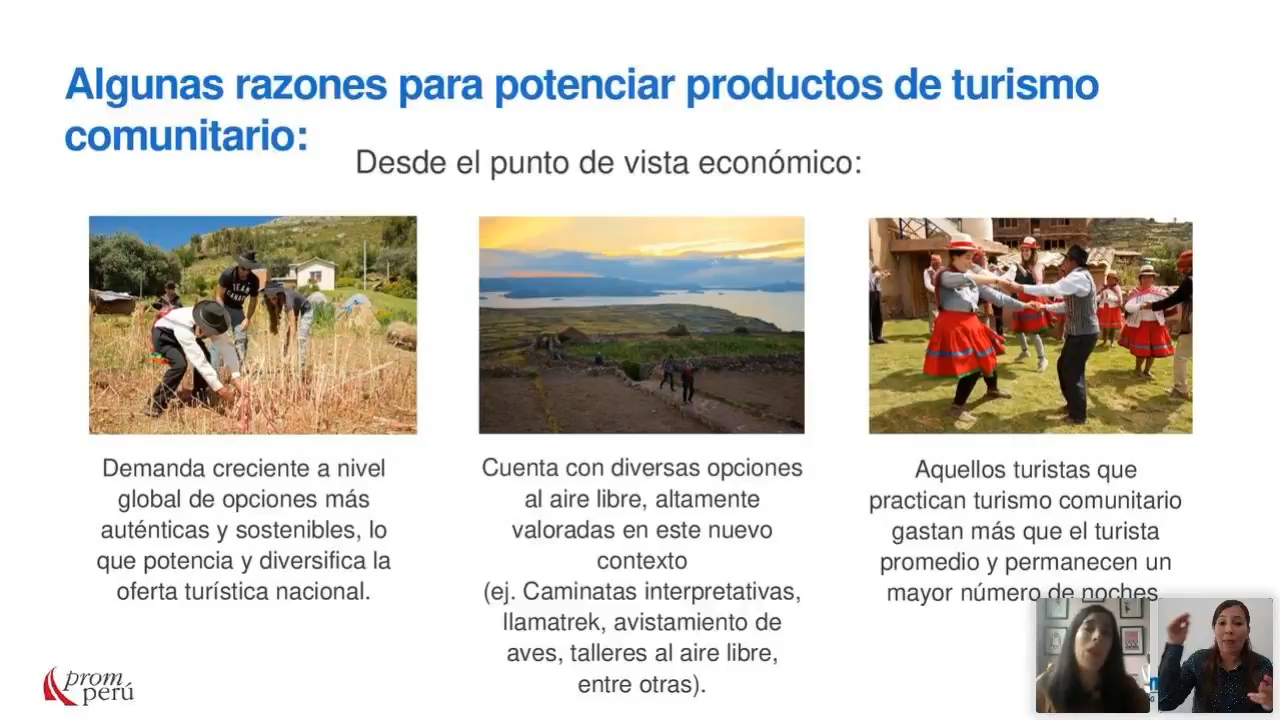 Algunas razones para potenciar productos de turismo
comunitario:
Desde el punto de vista económico:
Demanda creciente a nivel
global de opciones más
auténticas y sostenibles, lo
que potencia y diversifica la
oferta turística nacional.
Cuenta con diversas opciones
al aire libre, altamente
valoradas en este nuevo
contexto
(ej. Caminatas interpretativas,
llamatrek, avistamiento de
aves, talleres al aire libre,
entre otras).
Aquellos turistas que
practican turismo comunitario
gastan más que el turista
promedio y permanecen un
mayor número de noches
prom
perú